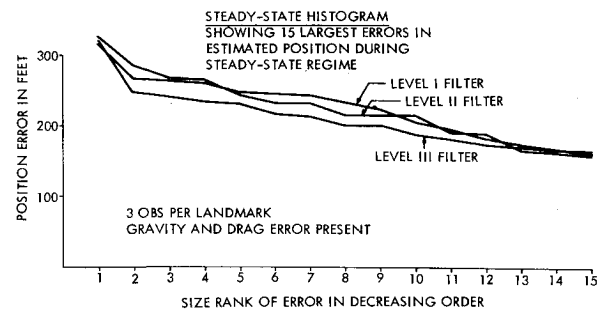 STEADY-STATE HISTOGRAM
SHOWING 15 LARGEST ERRORS IN
ESTIMATED POSITION DURING
STEADY-STATE REGIME
POSITION ERROR IN FEET
300
200
100
LEVEL I FILTER
LEVEL II FILTER
LEVEL III FILTER
3 OBS PER LANDMARK
GRAVITY AND DRAG ERROR PRESENT
1 2 3 4 5 6 7 8 9 10 11 12 13 14 15
SIZE RANK OF ERROR IN DECREASING ORDER